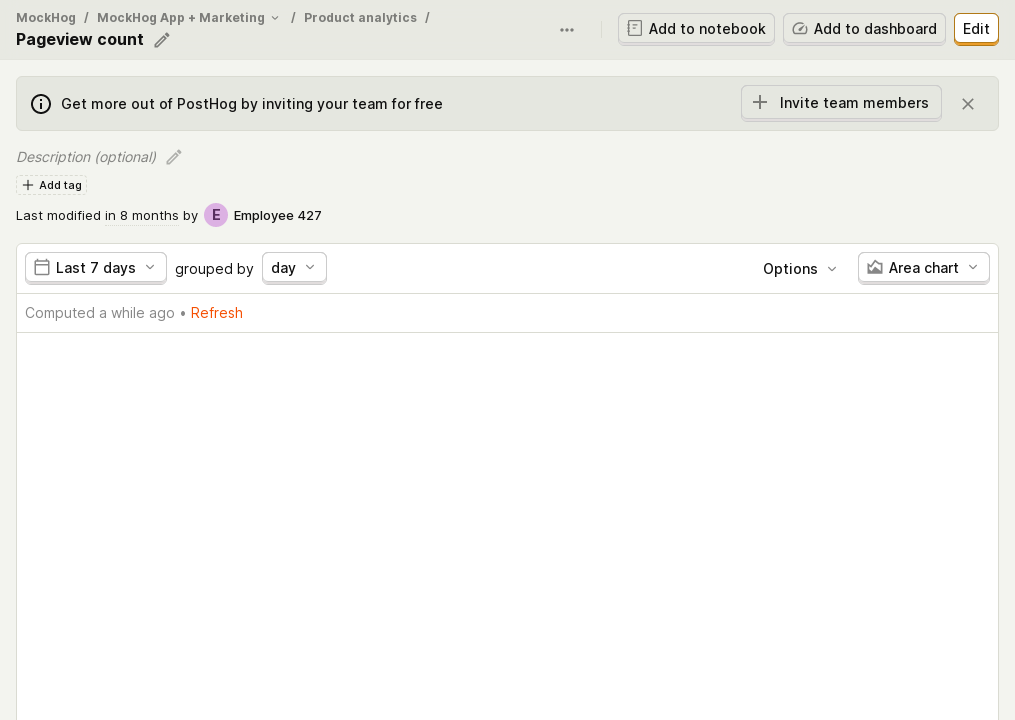 MockHog / MockHog App + Marketing / Product analytics /
Pageview count
Add to notebook
Add to dashboard
Edit
Get more out of PostHog by inviting your team for free
Invite team members
Description (optional)
Add tag
Last modified in 8 months by E Employee 427
Last 7 days grouped by day
Options
Area chart
Computed a while ago • Refresh